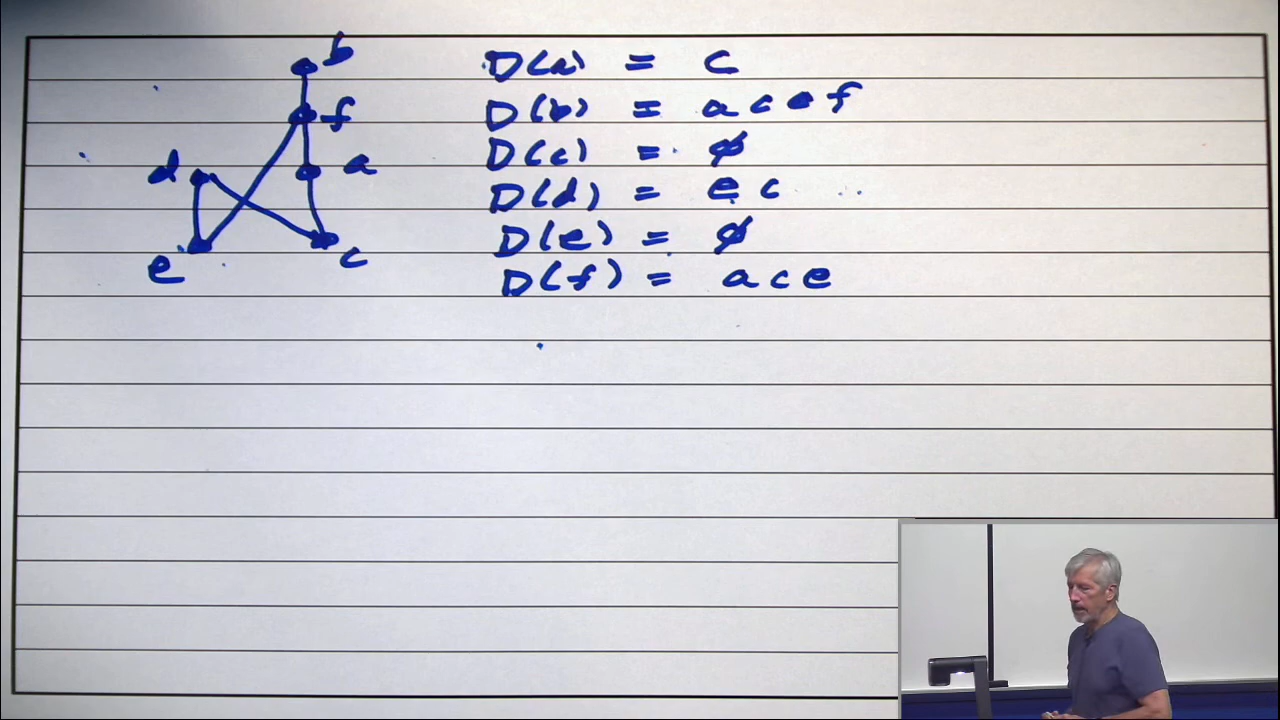 b
f
d a
e c
D(a) = c
D(b) = a c e f
D(c) = ∅
D(d) = e c
D(e) = ∅
D(f) = a c e